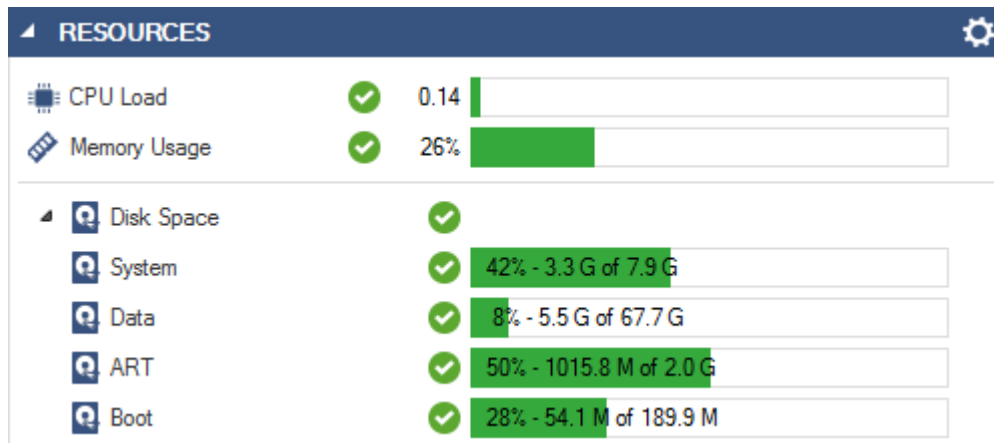 RESOURCES
CPU Load 0.14
Memory Usage 26%
Disk Space
System 42% - 3.3 G of 7.9 G
Data 8% - 5.5 G of 67.7 G
ART 50% - 1015.8 M of 2.0 G
Boot 28% - 54.1 M of 189.9 M